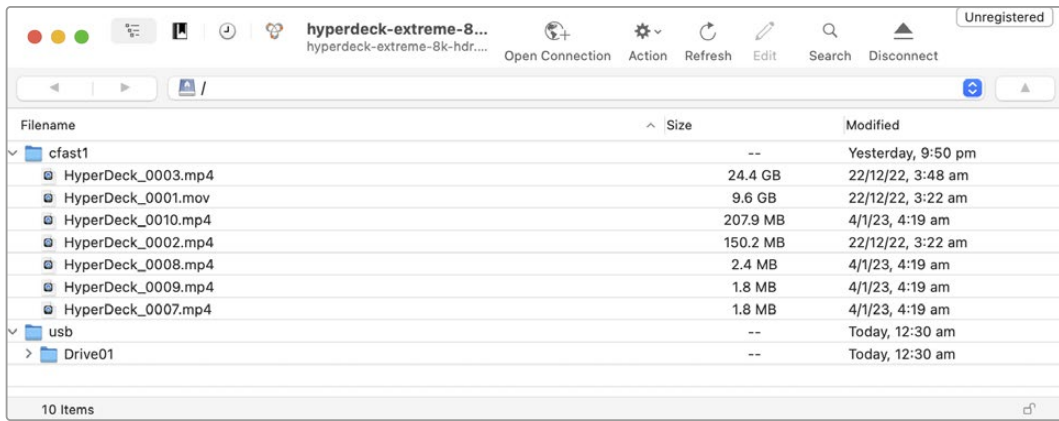 Unregistered
hyperdeck-extreme-8...
hyperdeck-extreme-8k-hdr....
Open Connection Action Refresh Edit Search Disconnect
/
Filename Size Modified
cfast1 -- Yesterday, 9:50 pm
HyperDeck_0003.mp4 24.4 GB 22/12/22, 3:48 am
HyperDeck_0001.mov 9.6 GB 22/12/22, 3:22 am
HyperDeck_0010.mp4 207.9 MB 4/1/23, 4:19 am
HyperDeck_0002.mp4 150.2 MB 22/12/22, 3:22 am
HyperDeck_0008.mp4 2.4 MB 4/1/23, 4:19 am
HyperDeck_0009.mp4 1.8 MB 4/1/23, 4:19 am
HyperDeck_0007.mp4 1.8 MB 4/1/23, 4:19 am
usb -- Today, 12:30 am
Drive01 -- Today, 12:30 am
10 Items